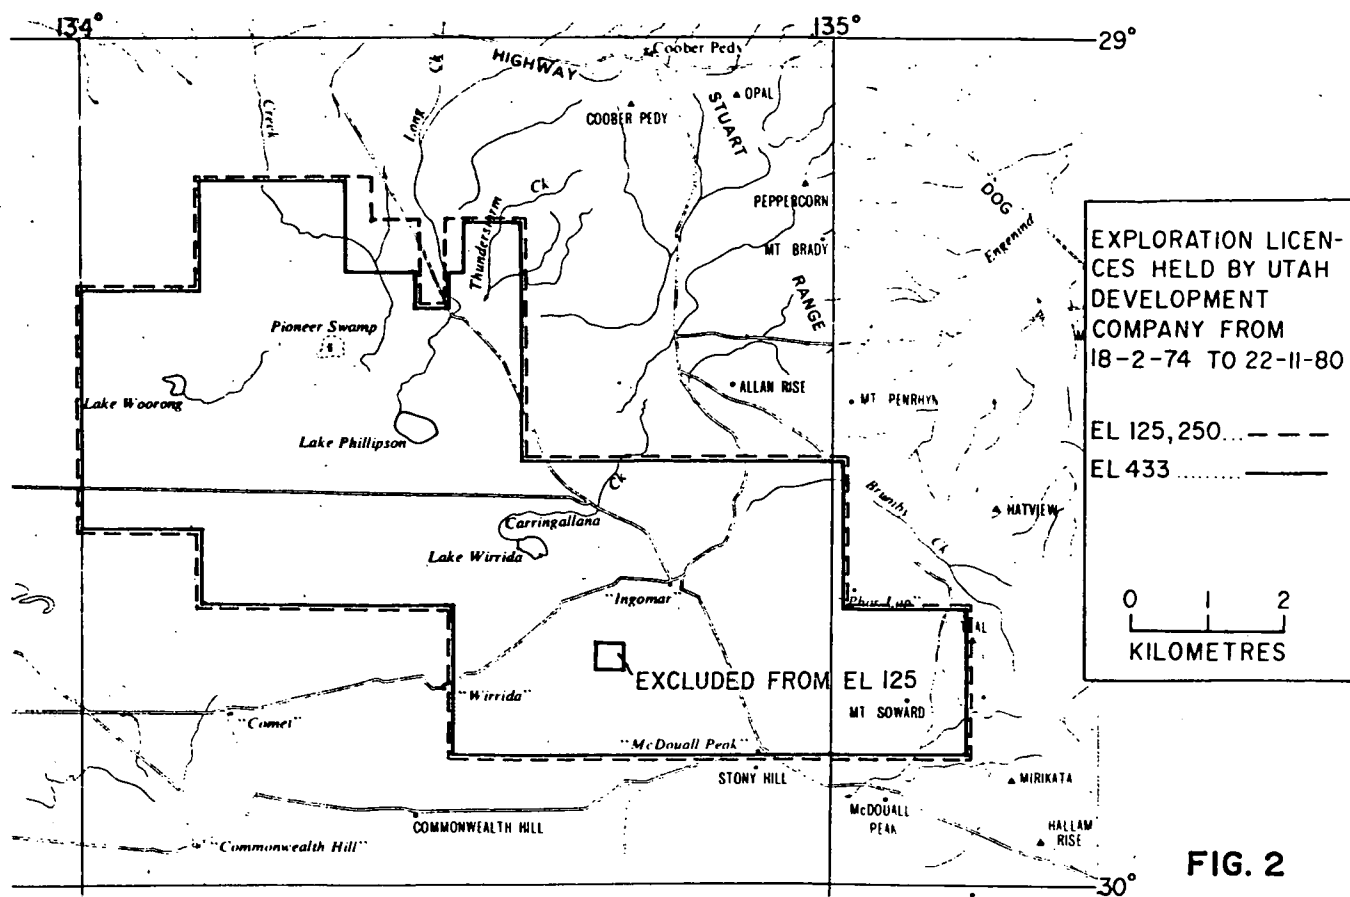 134°
135°
29°
Coober Pedy
HIGHWAY
Ck
Long
Creek
OPAL
COOBER PEDY
STUART
Ck
Thunderstorm
PEPPERCORN
DOG
Engenind
MT BRADY
RANGE
EXPLORATION LICEN-
CES HELD BY UTAH
DEVELOPMENT
COMPANY FROM
18-2-74 TO 22-11-80
EL 125,250...
EL 433 ........
Pioneer Swamp
Lake Woorong
ALLAN RISE
MT PENRHYN
Lake Phillipson
Ck
Carringallana
Lake Wirrida
Ck
HATVIEW
0 1 2
KILOMETRES
"Ingomar"
EXCLUDED FROM EL 125
"Wirrida"
MT SOWARD
"Comet"
"McDouall Peak"
STONY HILL
MIRIKATA
McDOUALL
PEAK
COMMONWEALTH HILL
HALLAM
RISE
"Commonwealth Hill"
FIG. 2
30°